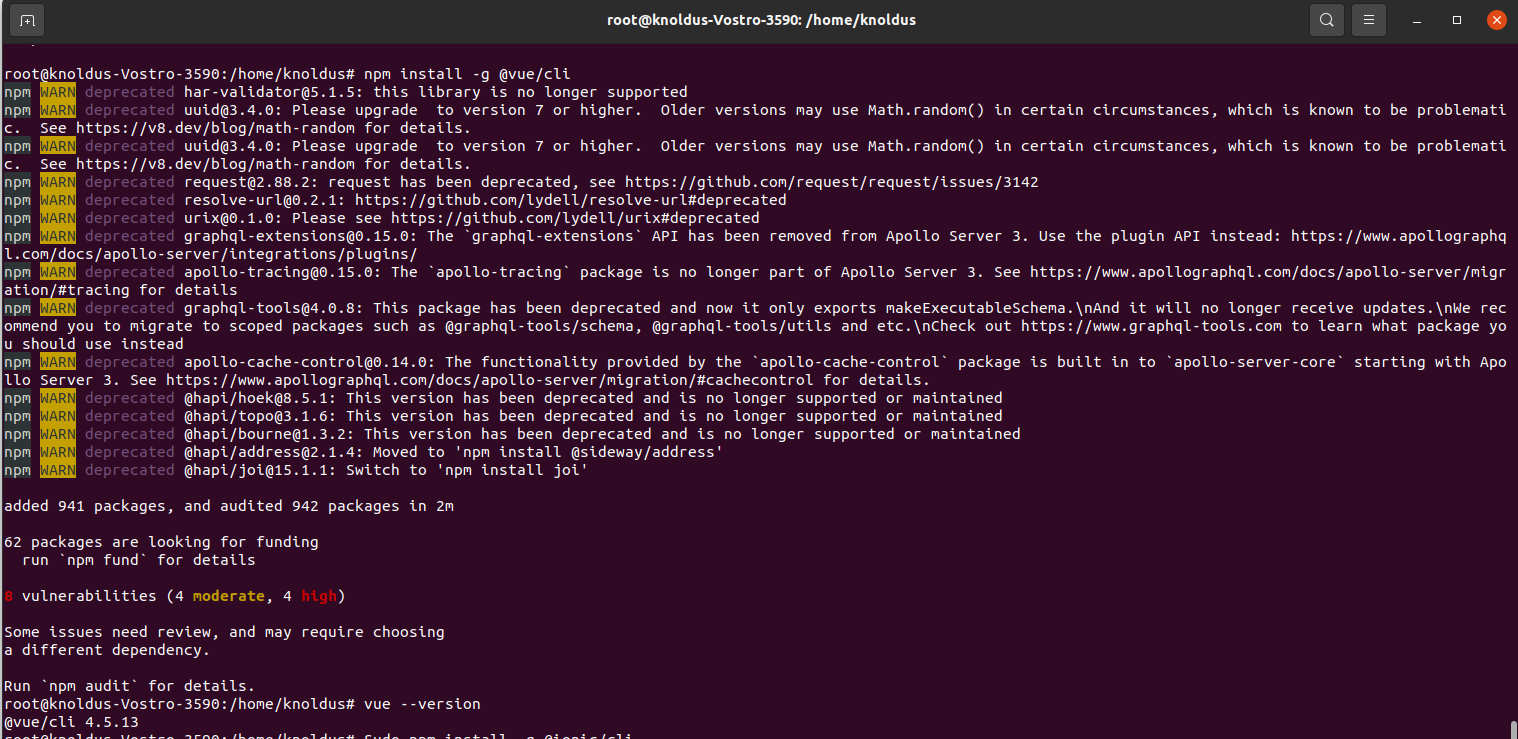 root@knoldus-Vostro-3590: /home/knoldus
root@knoldus-Vostro-3590:/home/knoldus# npm install -g @vue/cli
npm WARN deprecated har-validator@5.1.5: this library is no longer supported
npm WARN deprecated uuid@3.4.0: Please upgrade  to version 7 or higher.  Older versions may use Math.random() in certain circumstances, which is known to be problemati
c.  See https://v8.dev/blog/math-random for details.
npm WARN deprecated uuid@3.4.0: Please upgrade  to version 7 or higher.  Older versions may use Math.random() in certain circumstances, which is known to be problemati
c.  See https://v8.dev/blog/math-random for details.
npm WARN deprecated request@2.88.2: request has been deprecated, see https://github.com/request/request/issues/3142
npm WARN deprecated resolve-url@0.2.1: https://github.com/lydell/resolve-url#deprecated
npm WARN deprecated urix@0.1.0: Please see https://github.com/lydell/urix#deprecated
npm WARN deprecated graphql-extensions@0.15.0: The `graphql-extensions` API has been removed from Apollo Server 3. Use the plugin API instead: https://www.apollographq
l.com/docs/apollo-server/integrations/plugins/
npm WARN deprecated apollo-tracing@0.15.0: The `apollo-tracing` package is no longer part of Apollo Server 3. See https://www.apollographql.com/docs/apollo-server/migr
ation/#tracing for details
npm WARN deprecated graphql-tools@4.0.8: This package has been deprecated and now it only exports makeExecutableSchema.\nAnd it will no longer receive updates.\nWe rec
ommend you to migrate to scoped packages such as @graphql-tools/schema, @graphql-tools/utils and etc.\nCheck out https://www.graphql-tools.com to learn what package yo
u should use instead
npm WARN deprecated apollo-cache-control@0.14.0: The functionality provided by the `apollo-cache-control` package is built in to `apollo-server-core` starting with Apo
llo Server 3. See https://www.apollographql.com/docs/apollo-server/migration/#cachecontrol for details.
npm WARN deprecated @hapi/hoek@8.5.1: This version has been deprecated and is no longer supported or maintained
npm WARN deprecated @hapi/topo@3.1.6: This version has been deprecated and is no longer supported or maintained
npm WARN deprecated @hapi/bourne@1.3.2: This version has been deprecated and is no longer supported or maintained
npm WARN deprecated @hapi/address@2.1.4: Moved to 'npm install @sideway/address'
npm WARN deprecated @hapi/joi@15.1.1: Switch to 'npm install joi'
added 941 packages, and audited 942 packages in 2m
62 packages are looking for funding
run `npm fund` for details
8 vulnerabilities (4 moderate, 4 high)
Some issues need review, and may require choosing
a different dependency.
Run `npm audit` for details.
root@knoldus-Vostro-3590:/home/knoldus# vue --version
@vue/cli 4.5.13
root@knoldus-Vostro-3590:/home/knoldus# Sudo npm install -g @ionic/cli